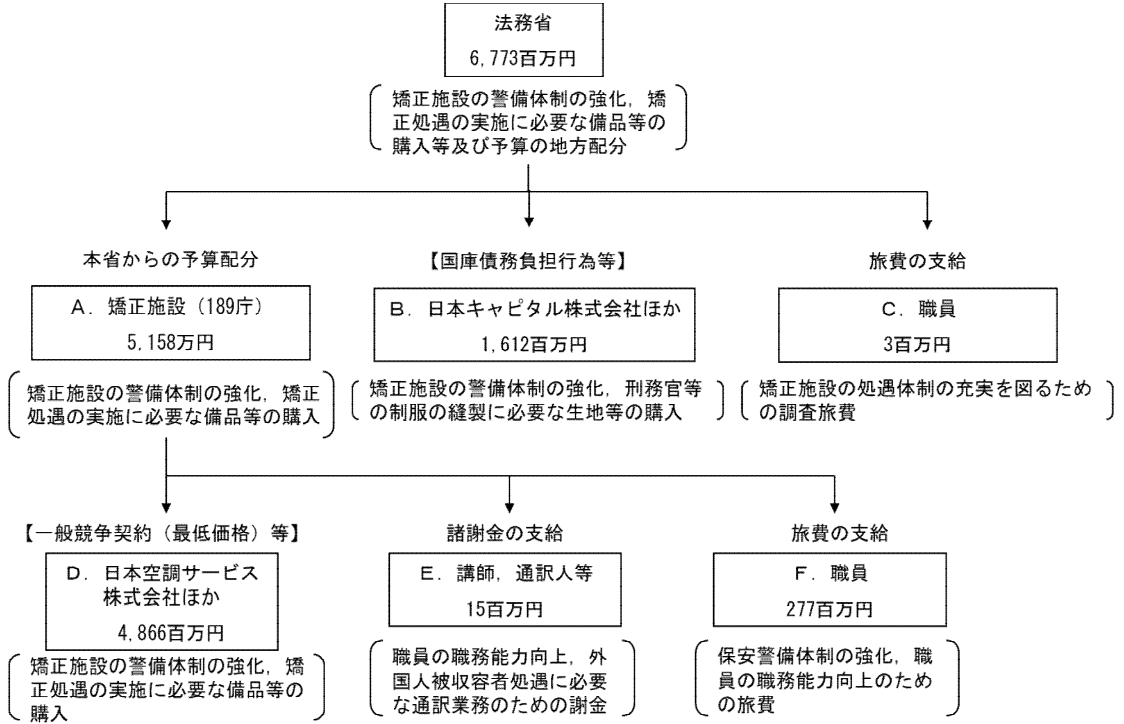 法務省
6,773百万円
矯正施設の警備体制の強化，矯
正処遇の実施に必要な備品等の
購入等及び予算の地方配分
本省からの予算配分
【国庫債務負担行為等】
旅費の支給
Ａ．矯正施設（189庁）
5,158万円
Ｂ．日本キャピタル株式会社ほか
1,612百万円
Ｃ．職員
3百万円
矯正施設の警備体制の強化，矯正
処遇の実施に必要な備品等の購入
矯正施設の警備体制の強化，刑務官等
の制服の縫製に必要な生地等の購入
矯正施設の処遇体制の充実を図るため
の調査旅費
【一般競争契約（最低価格）等】
諸謝金の支給
旅費の支給
Ｄ．日本空調サービス
株式会社ほか
4,866百万円
Ｅ．講師，通訳人等
15百万円
Ｆ．職員
277百万円
矯正施設の警備体制の強化，矯
正処遇の実施に必要な備品等の
購入
職員の職務能力向上，外
国人被収容者処遇に必要
な通訳業務のための謝金
保安警備体制の強化，職
員の職務能力向上のため
の旅費